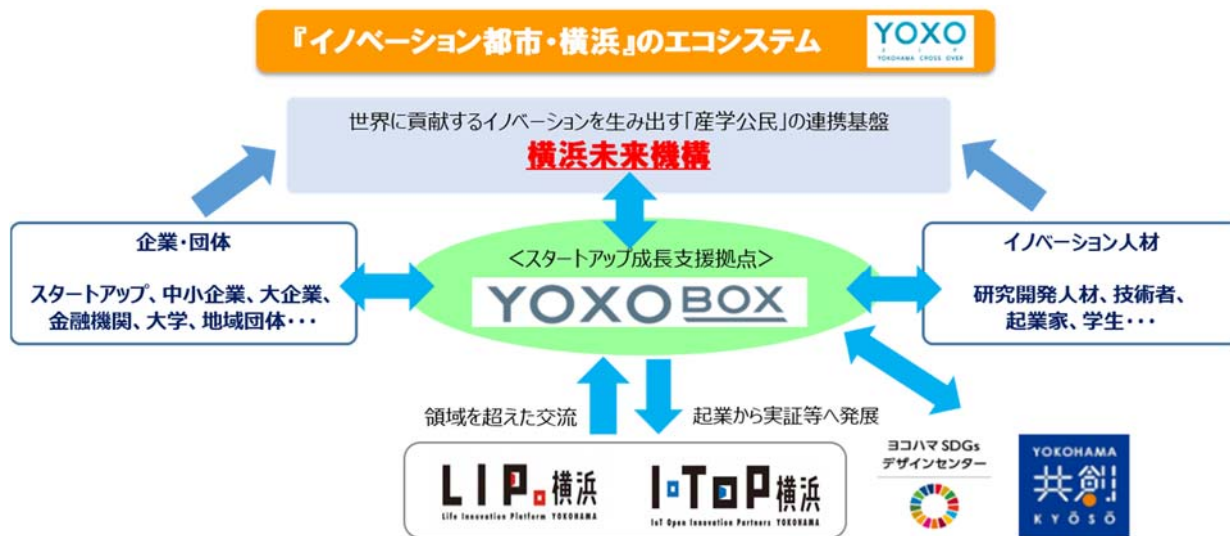 『イノベーション都市・横浜』のエコシステム
YOXO
YOKOHAMA CROSS OVER
世界に貢献するイノベーションを生み出す「産学公民」の連携基盤
横浜未来機構
企業・団体
スタートアップ、中小企業、大企業、
金融機関、大学、地域団体・・・
＜スタートアップ成長支援拠点＞
YOXO BOX
イノベーション人材
研究開発人材、技術者、
起業家、学生・・・
領域を超えた交流
起業から実証等へ発展
LIP.横浜
Life Innovation Platform YOKOHAMA
I・TOP横浜
IoT Open Innovation Partners YOKOHAMA
ヨコハマ SDGs
デザインセンター
YOKOHAMA
共創
KYŌSŌ